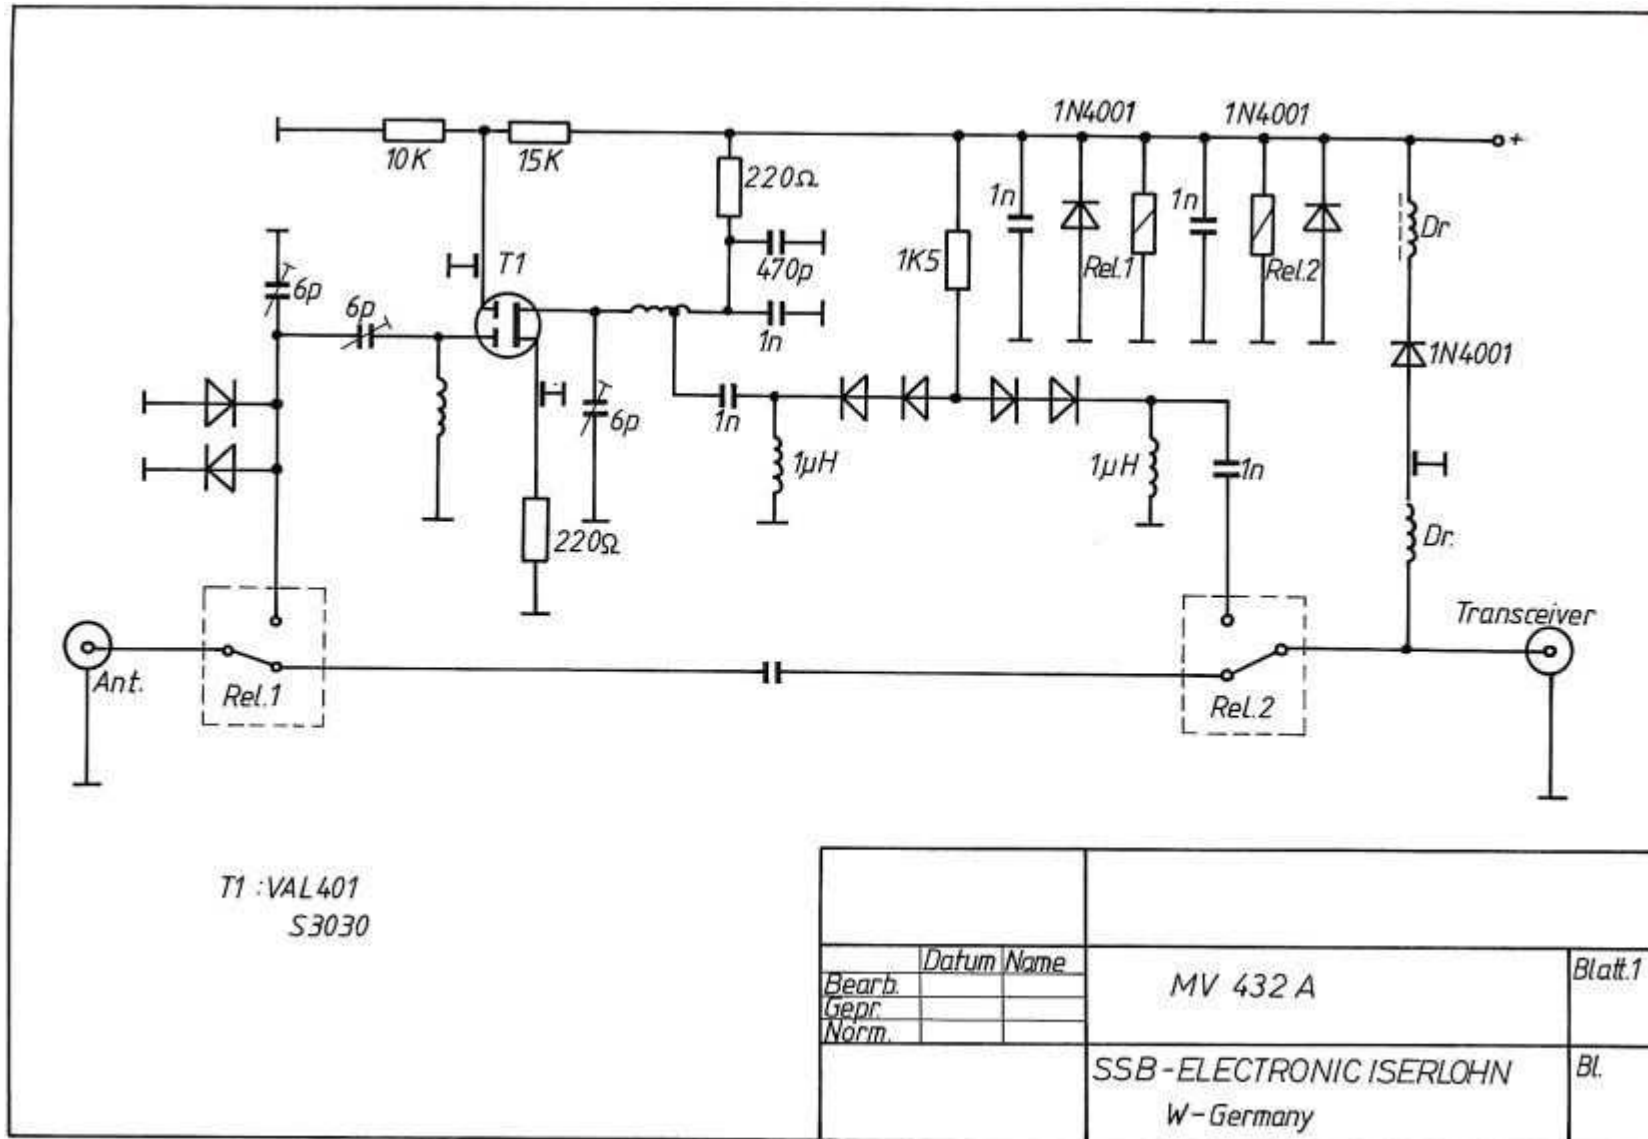 1N4001
1N4001
10K
15K
220Ω
+
1n
1n
Dr
470p
1K5
T1
6p
6p
Rel.1
Rel.2
1n
1N4001
6p
1n
1µH
1µH
1n
220Ω
Dr.
Transceiver
Ant.
Rel.1
Rel.2
T1 :VAL401
S3030
Datum Name
Bearb.
Gepr.
Norm.
MV 432 A
Blatt.1
SSB-ELECTRONIC ISERLOHN
W-Germany
Bl.